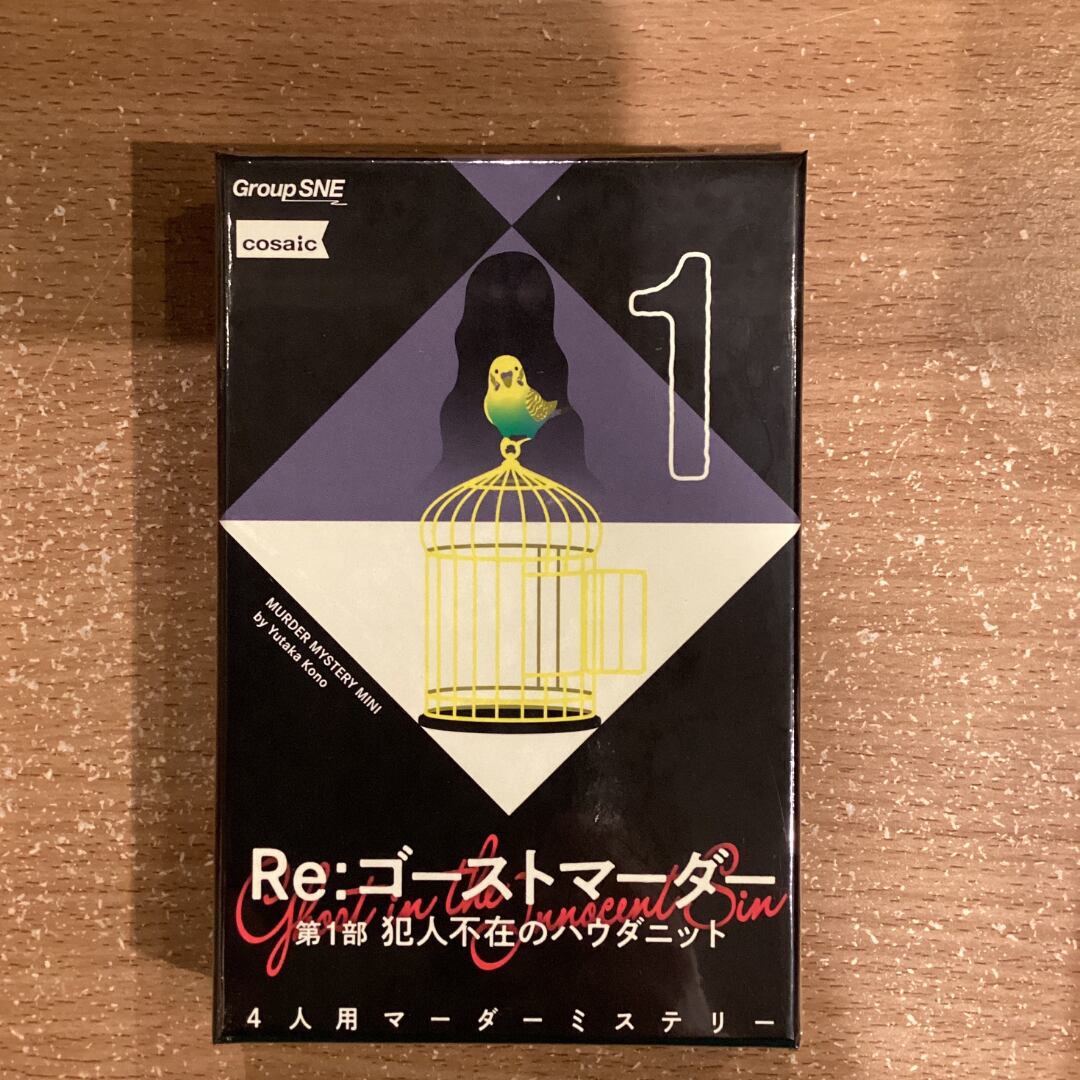 Group SNE
cosaic
1
MURDER MYSTERY MINI
by Yutaka Kono
Re:ゴーストマーダー
Ghost in the Innocent Sin
第1部 犯人不在のハウダニット
4人用マーダーミステリー